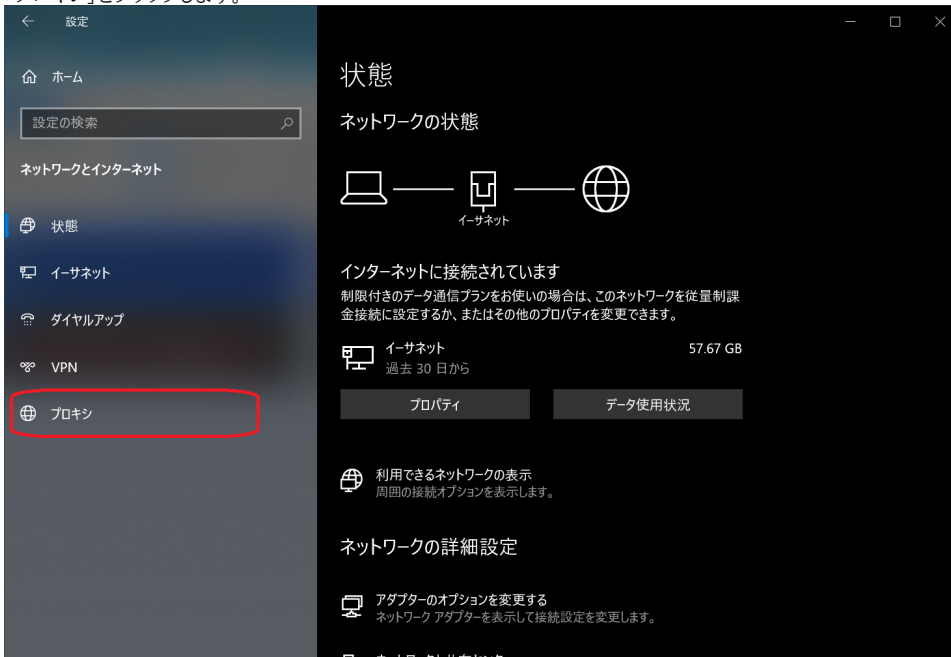 「プロキシ」をクリックします。
設定
ホーム
設定の検索
ネットワークとインターネット
状態
イーサネット
ダイヤルアップ
VPN
プロキシ
状態
ネットワークの状態
イーサネット
インターネットに接続されています
制限付きのデータ通信プランをお使いの場合は、このネットワークを従量制課
金接続に設定するか、またはその他のプロパティを変更できます。
イーサネット
57.67 GB
過去 30 日から
プロパティ
データ使用状況
利用できるネットワークの表示
周囲の接続オプションを表示します。
ネットワークの詳細設定
アダプターのオプションを変更する
ネットワーク アダプターを表示して接続設定を変更します。